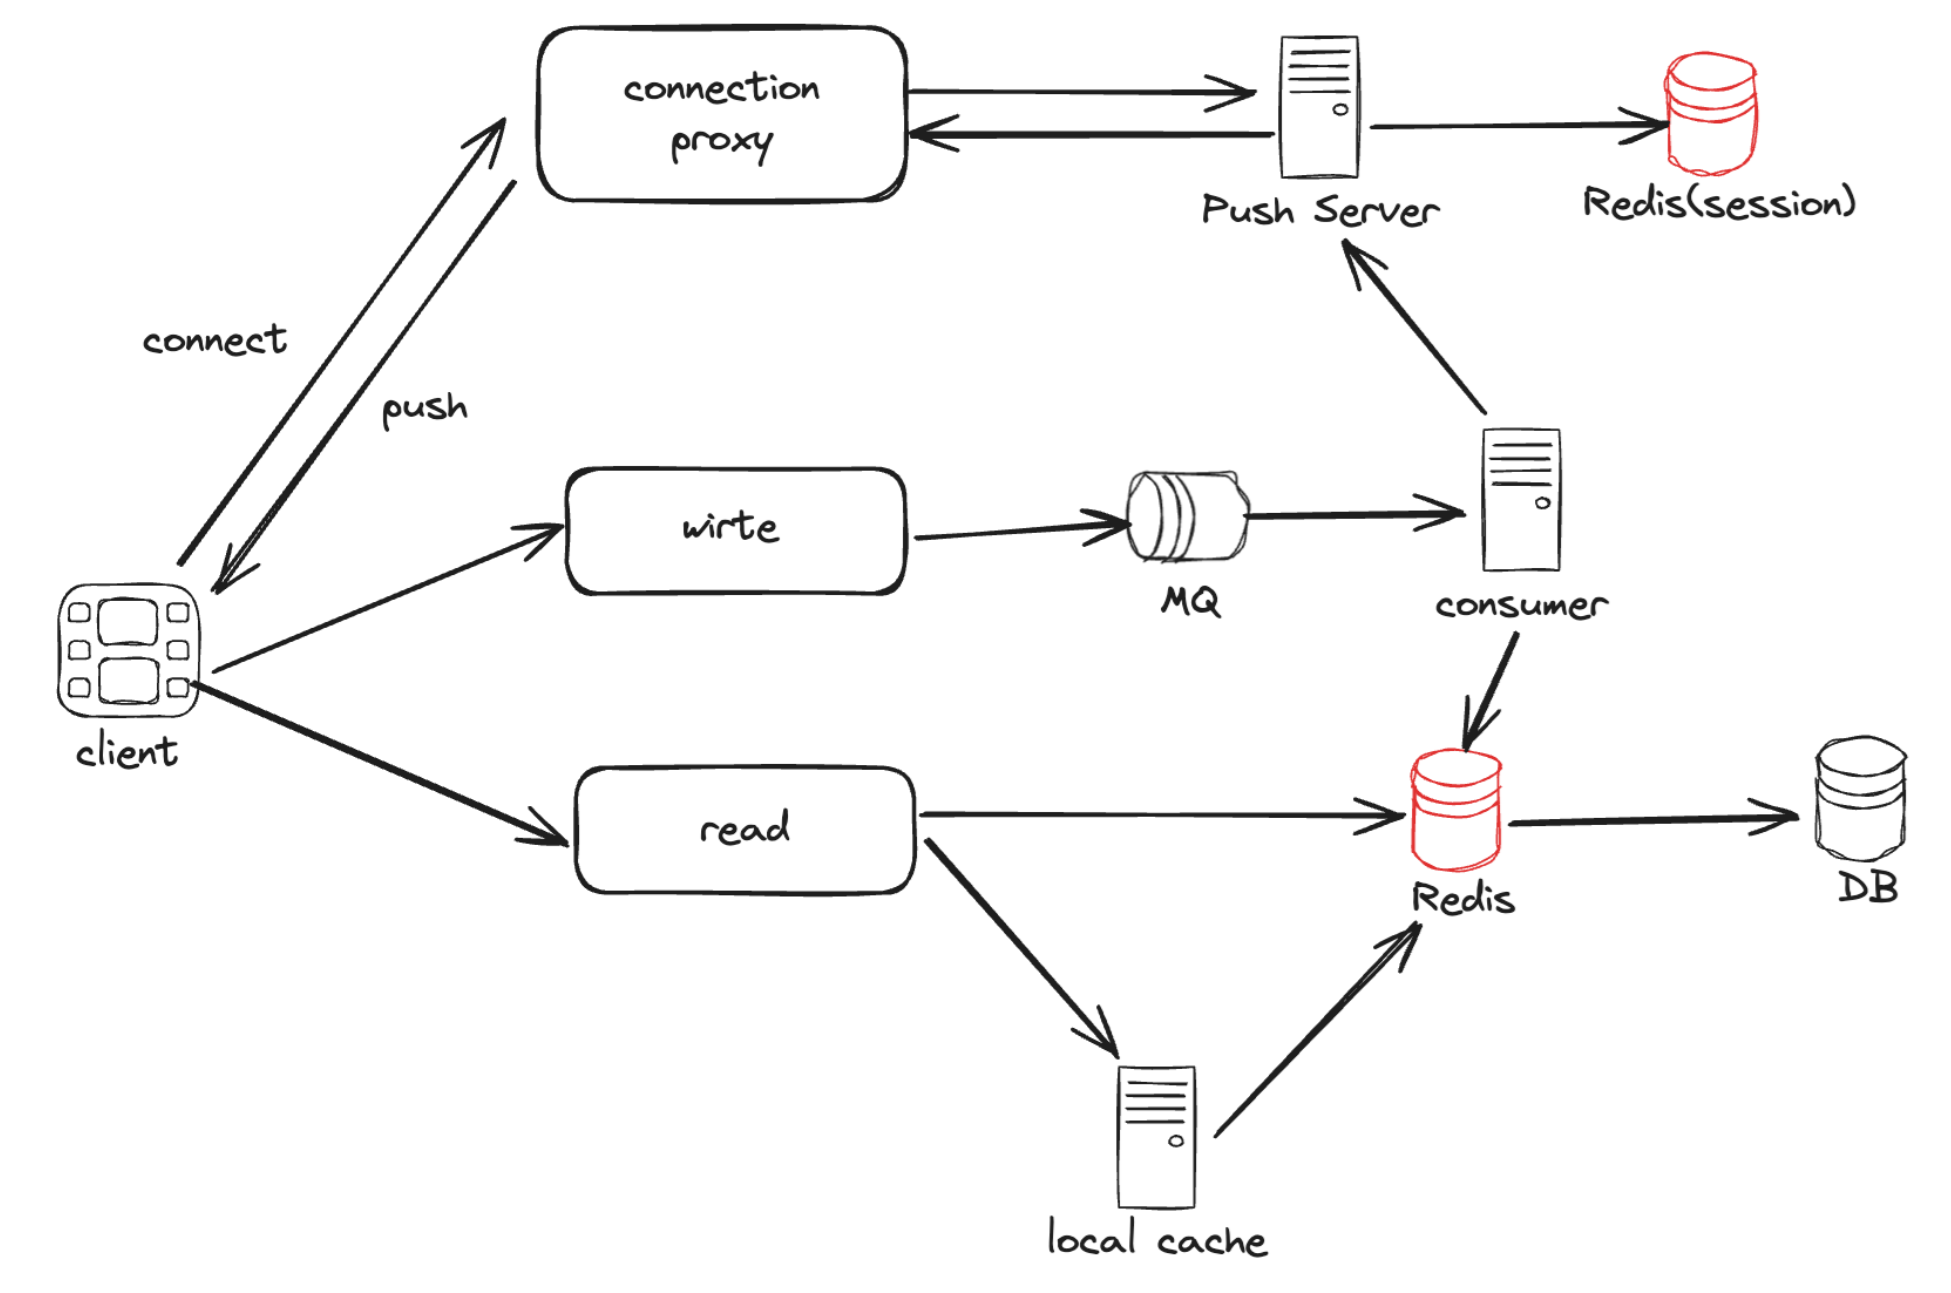 connection
proxy
Push Server
Redis(session)
connect
push
wirte
MQ
consumer
client
read
Redis
DB
local cache